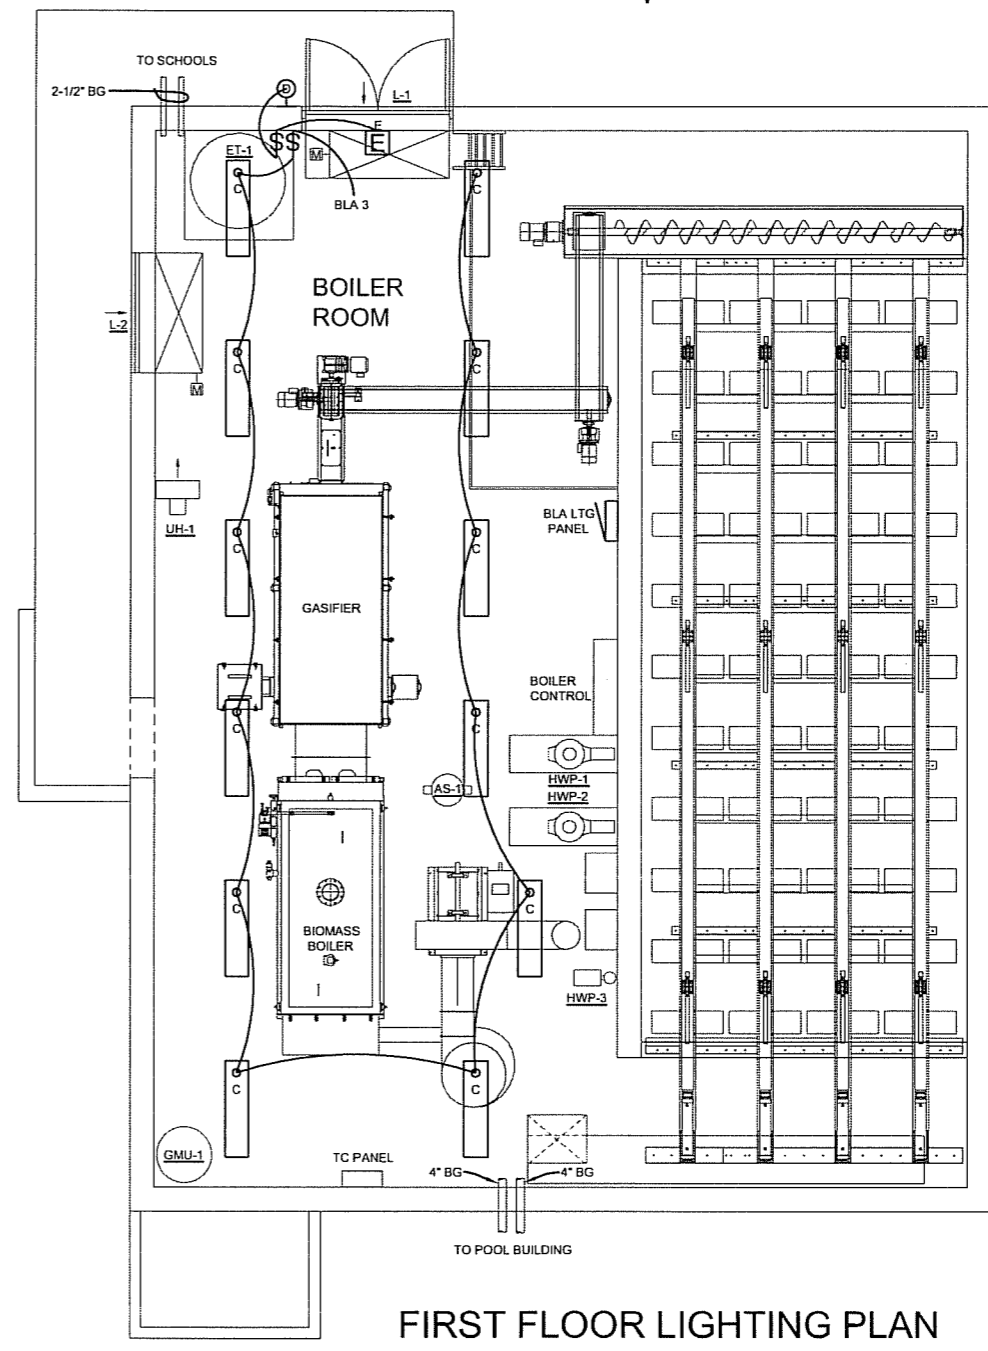 TO SCHOOLS
2-1/2" BG
L-1
E
$$
E
ET-1
M
C
C
BLA 3
BOILER
ROOM
L-2
C
C
M
UH-1
C
C
BLA LTG
PANEL
GASIFIER
BOILER
CONTROL
C
C
HWP-1
AS-1
HWP-2
C
C
BIOMASS
BOILER
HWP-3
C
C
GMU-1
TC PANEL
4" BG
4" BG
TO POOL BUILDING
FIRST FLOOR LIGHTING PLAN